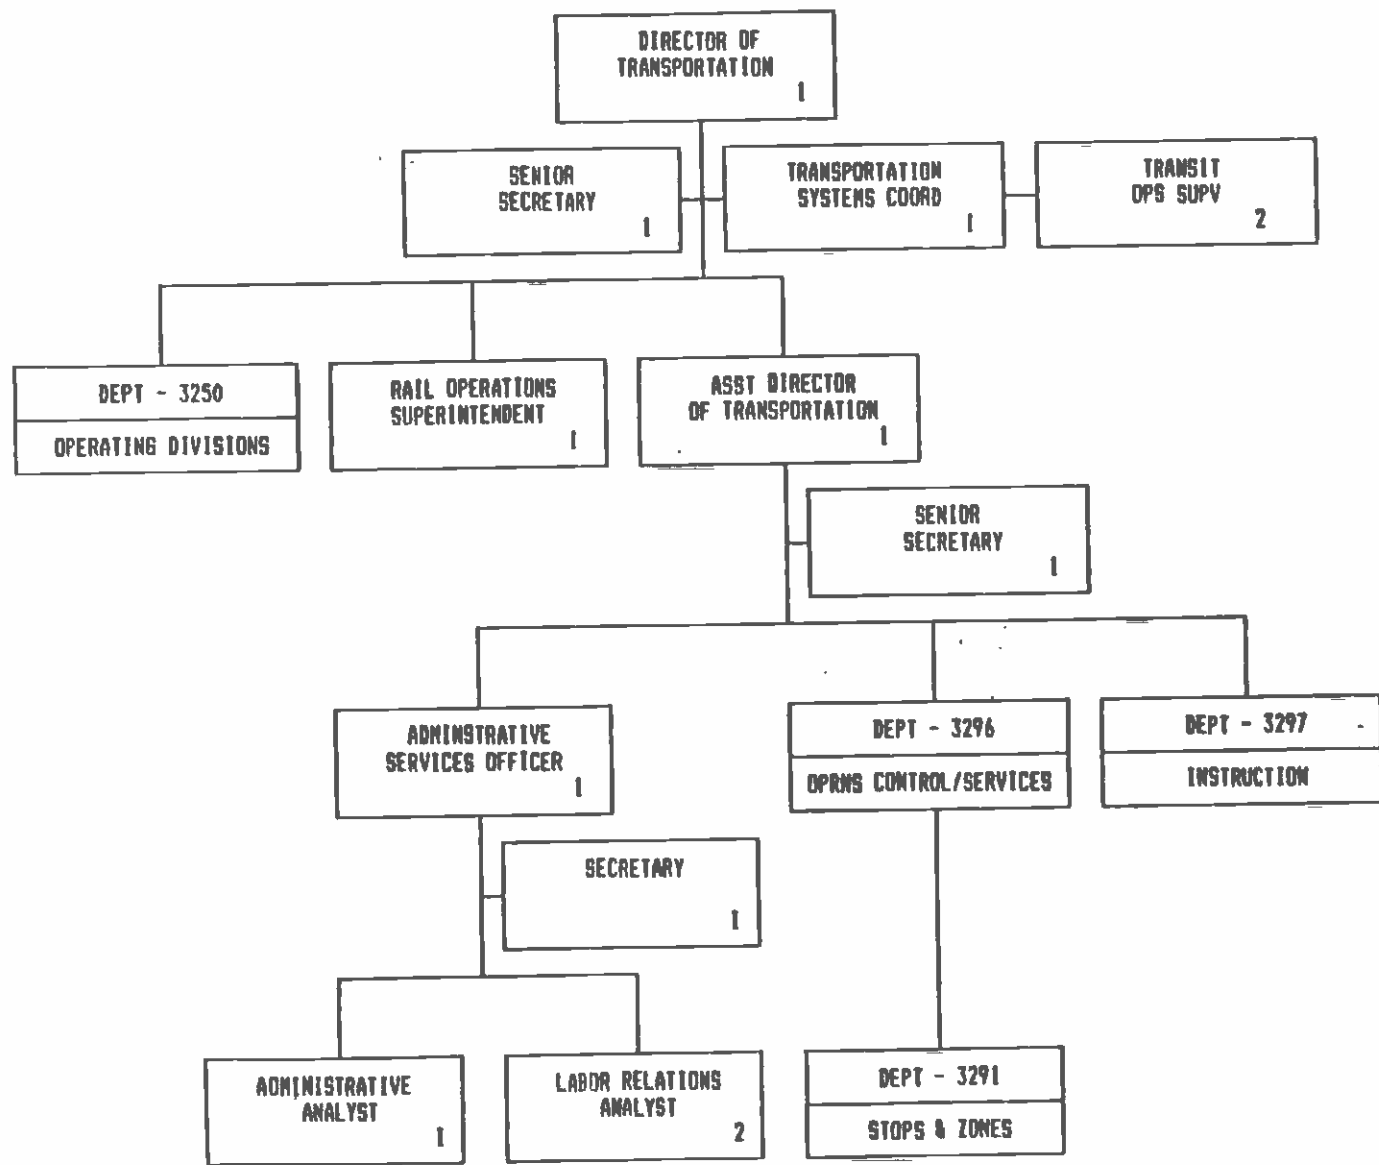 DIRECTOR OF
TRANSPORTATION
1
SENIOR
SECRETARY
1
TRANSPORTATION
SYSTEMS COORD
1
TRANSIT
OPS SUPV
2
DEPT - 3250
OPERATING DIVISIONS
RAIL OPERATIONS
SUPERINTENDENT
1
ASST DIRECTOR
OF TRANSPORTATION
1
SENIOR
SECRETARY
1
ADMINSTRATIVE
SERVICES OFFICER
1
DEPT - 3296
OPRNS CONTROL/SERVICES
DEPT - 3297
INSTRUCTION
SECRETARY
1
ADMINISTRATIVE
ANALYST
1
LABOR RELATIONS
ANALYST
2
DEPT - 3291
STOPS & ZONES